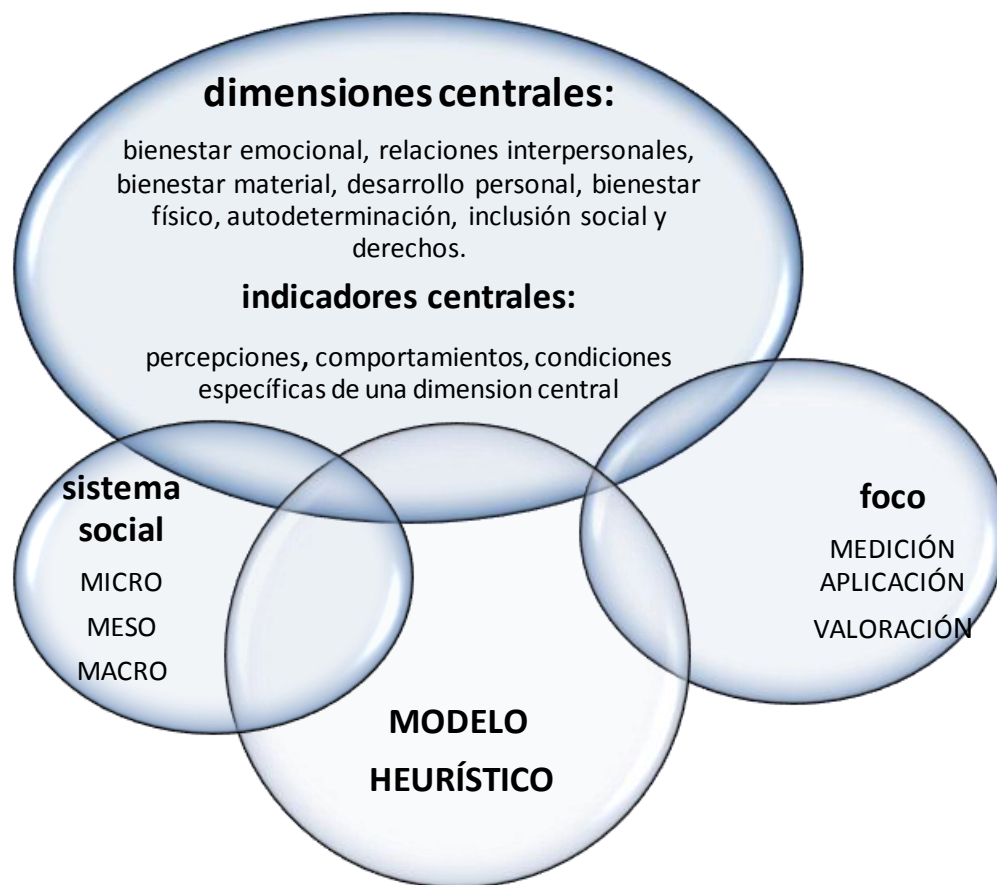 dimensiones centrales:
bienestar emocional, relaciones interpersonales,
bienestar material, desarrollo personal, bienestar
físico, autodeterminación, inclusión social y
derechos.
indicadores centrales:
percepciones, comportamientos, condiciones
específicas de una dimension central
sistema
social
MICRO
MESO
MACRO
foco
MEDICIÓN
APLICACIÓN
VALORACIÓN
MODELO
HEURÍSTICO